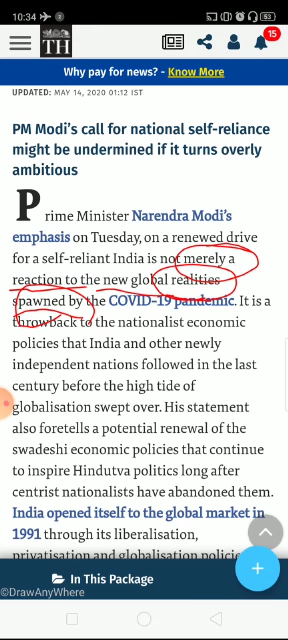 10:34
53
TH
15
Why pay for news? - Know More
UPDATED: MAY 14, 2020 01:12 IST
PM Modi's call for national self-reliance
might be undermined if it turns overly
ambitious
Prime Minister Narendra Modi's
emphasis on Tuesday, on a renewed drive
for a self-reliant India is not merely a
reaction to the new global realities
spawned by the COVID-19 pandemic. It is a
throwback to the nationalist economic
policies that India and other newly
independent nations followed in the last
century before the high tide of
globalisation swept over. His statement
also foretells a potential renewal of the
swadeshi economic policies that continue
to inspire Hindutva politics long after
centrist nationalists have abandoned them.
India opened itself to the global market in
1991 through its liberalisation,
privatisation and globalisation
In This Package
©DrawAnyWhere